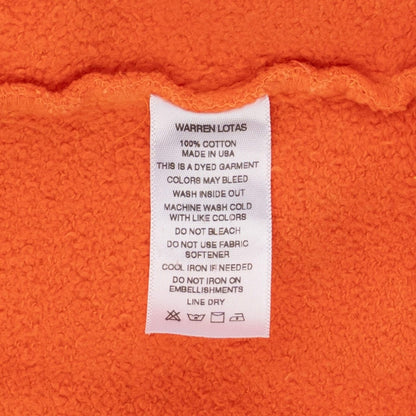 WARREN LOTAS
100% COTTON
MADE IN USA
THIS IS A DYED GARMENT
COLORS MAY BLEED
WASH INSIDE OUT
MACHINE WASH COLD
WITH LIKE COLORS
DO NOT BLEACH
DO NOT USE FABRIC
SOFTENER
COOL IRON IF NEEDED
DO NOT IRON ON
EMBELLISHMENTS
LINE DRY